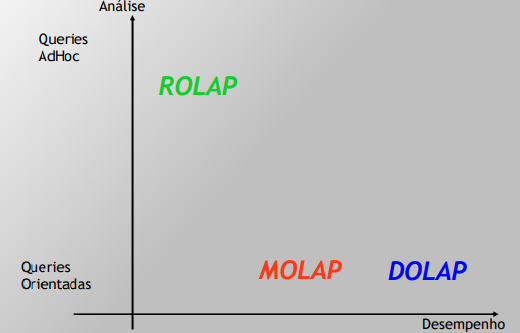 Análise
Queries
AdHoc
ROLAP
Queries
Orientadas
MOLAP
DOLAP
Desempenho